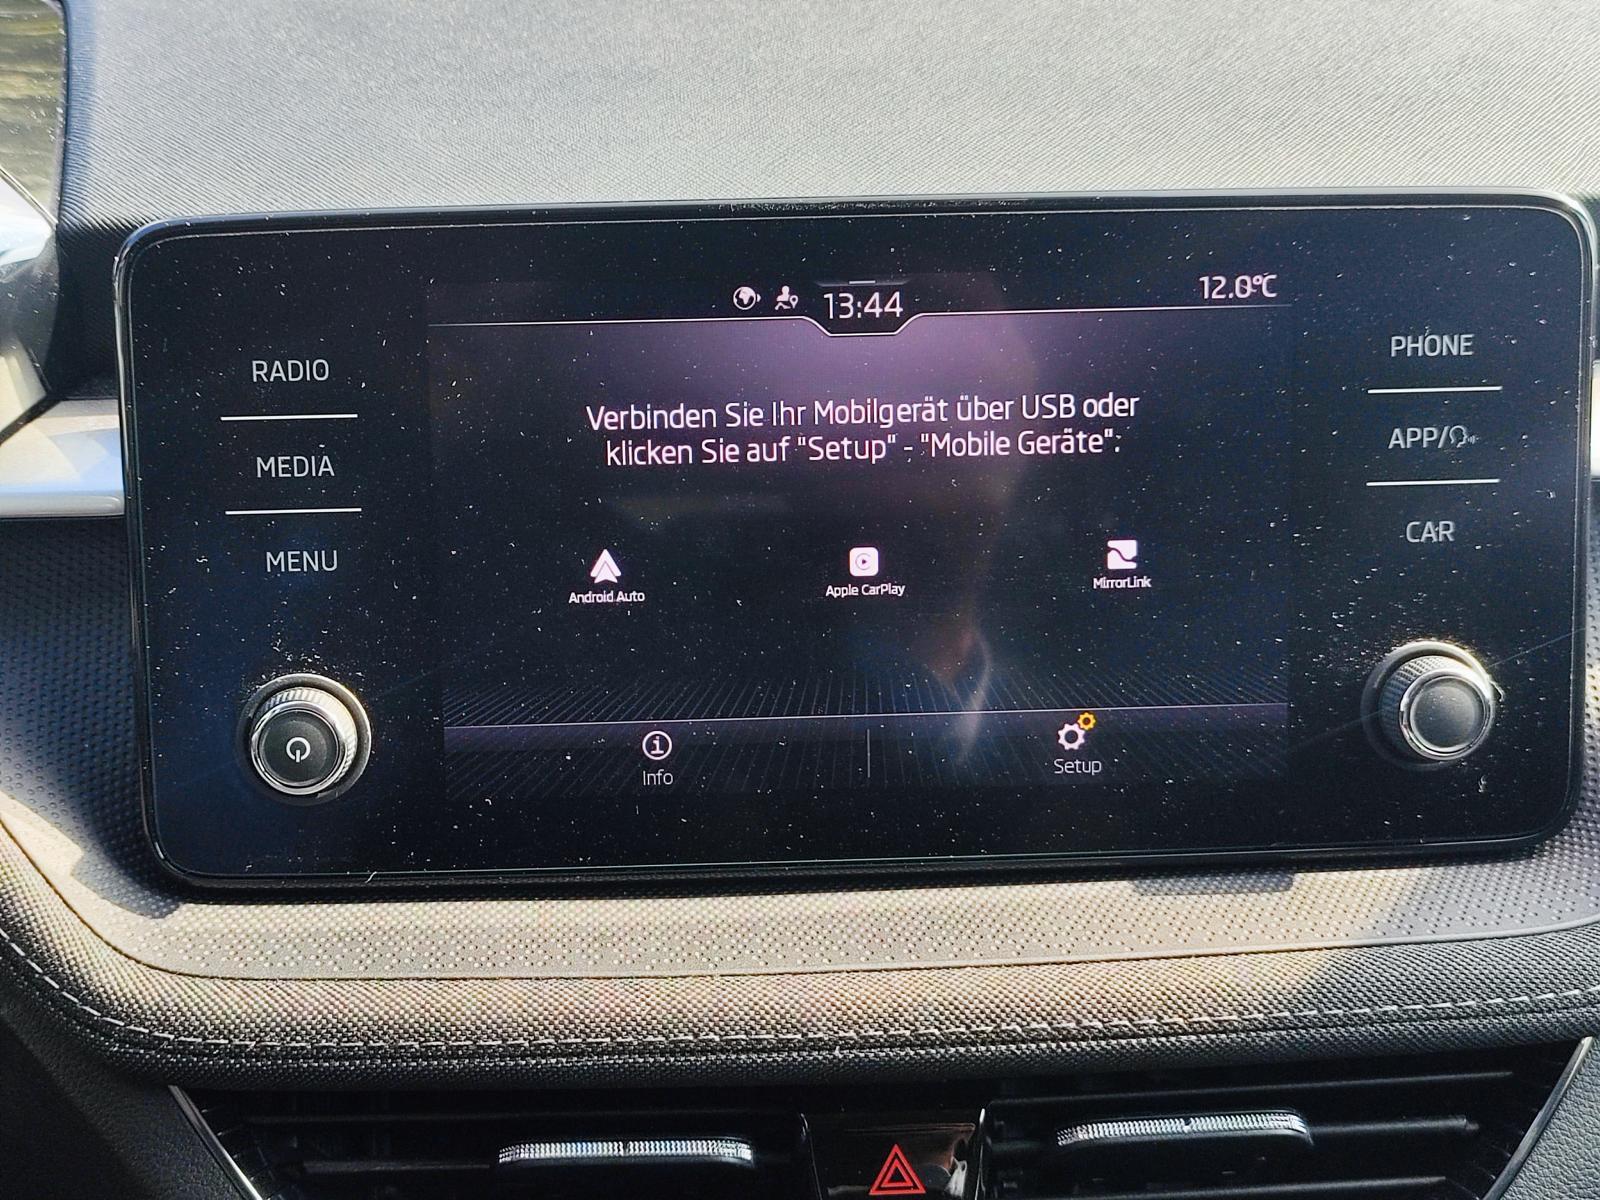 13:44
12.0°C
RADIO
MEDIA
MENU
PHONE
APP/
CAR
Verbinden Sie Ihr Mobilgerät über USB oder
klicken Sie auf "Setup" - "Mobile Geräte":
Android Auto
Apple CarPlay
MirrorLink
Info
Setup